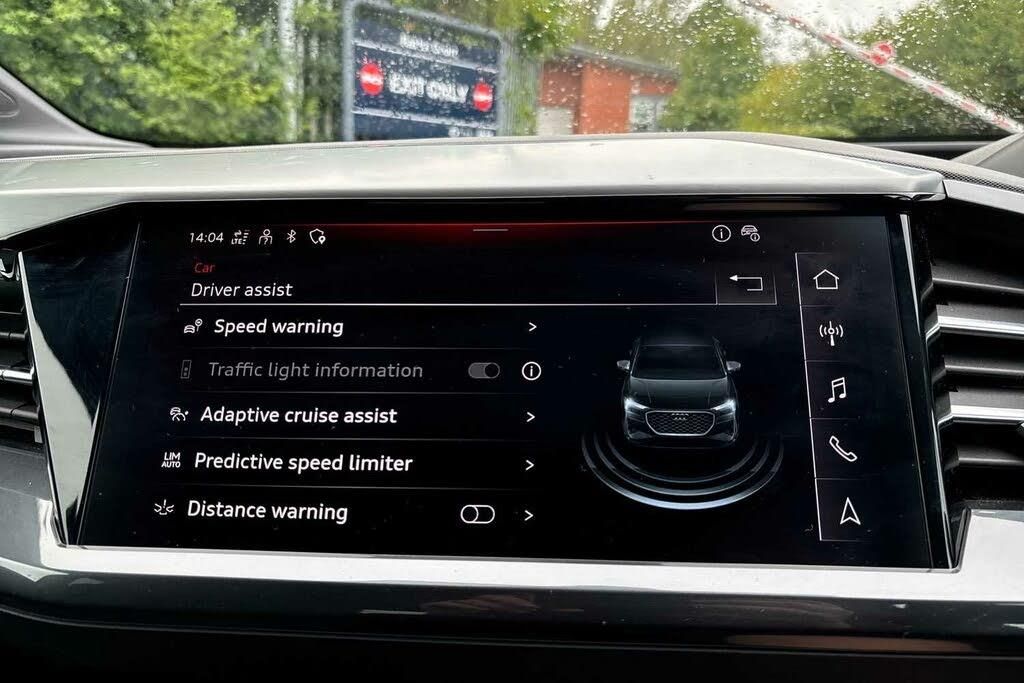 EXIT ONLY
14:04 LTE
Car
Driver assist
Speed warning
Traffic light information
Adaptive cruise assist
LIM
AUTO
Predictive speed limiter
Distance warning